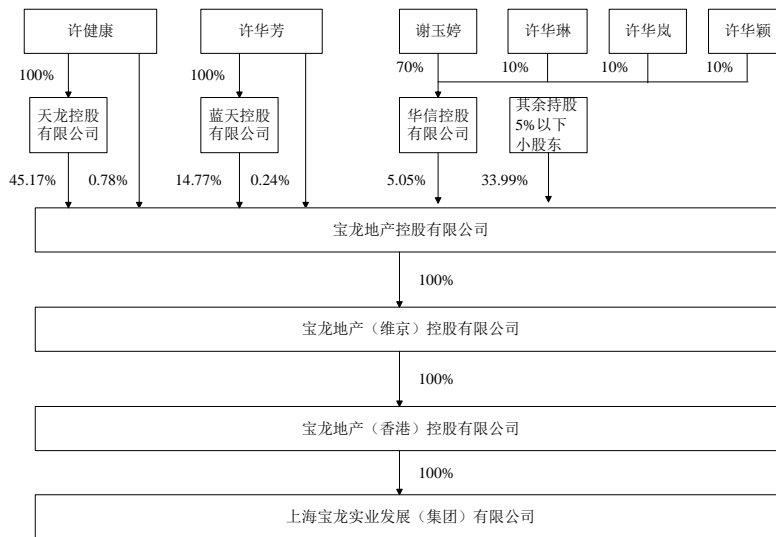 许健康
许华芳
谢玉婷
许华琳
许华岚
许华颖
100%
100%
70%
10%
10%
10%
天龙控股
有限公司
蓝天控股
有限公司
华信控股
有限公司
其余持股
5%以下
小股东
45.17%
0.78%
14.77%
0.24%
5.05%
33.99%
宝龙地产控股有限公司
100%
宝龙地产（维京）控股有限公司
100%
宝龙地产（香港）控股有限公司
100%
上海宝龙实业发展（集团）有限公司